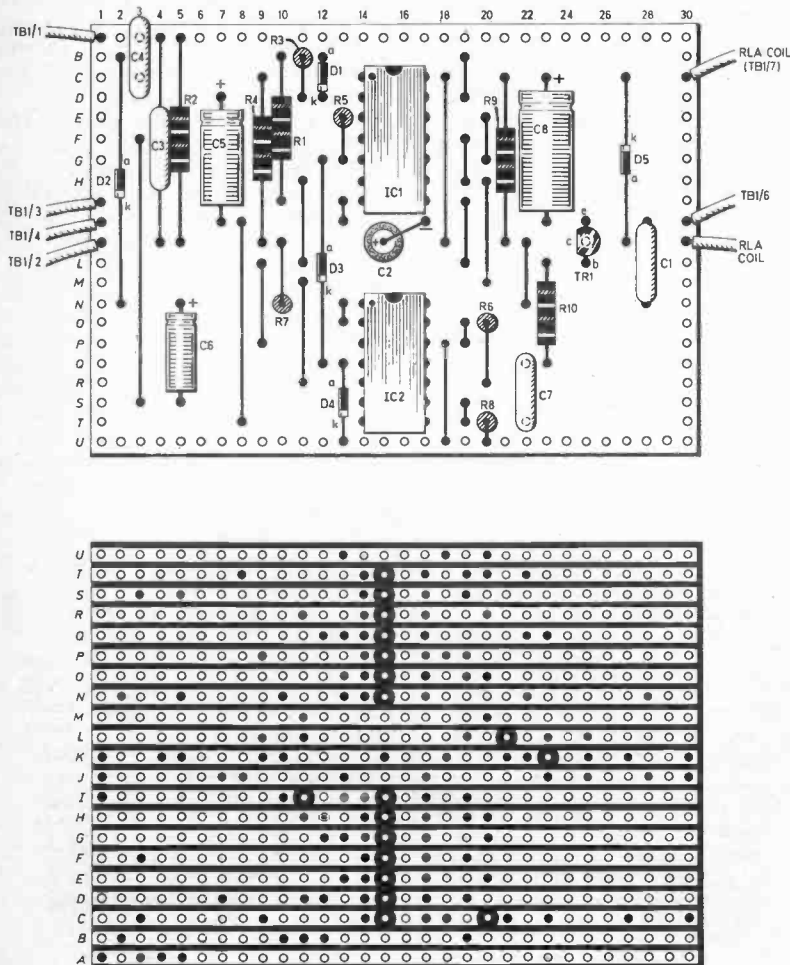 1 2 3 4 5 6 8 10 12 14 16 18 20 22 24 26 28 30
TB1/1
C4
R3
a
D1
k
RLA COIL
(TB1/7)
B
C
D
E
F
G
H
R2
+
C5
C3
R4
R1
R5
IC1
R9
+
C8
k
D5
a
a
D2
k
TB1/3
TB1/4
TB1/2
+
–
C2
e
c
b
TR1
TB1/6
RLA
COIL
C1
L
M
N
O
P
Q
R
S
T
U
a
D3
k
R7
+
C6
IC2
R6
R10
C7
a
D4
k
R8
U
T
S
R
Q
P
O
N
M
L
K
J
I
H
G
F
E
D
C
B
A